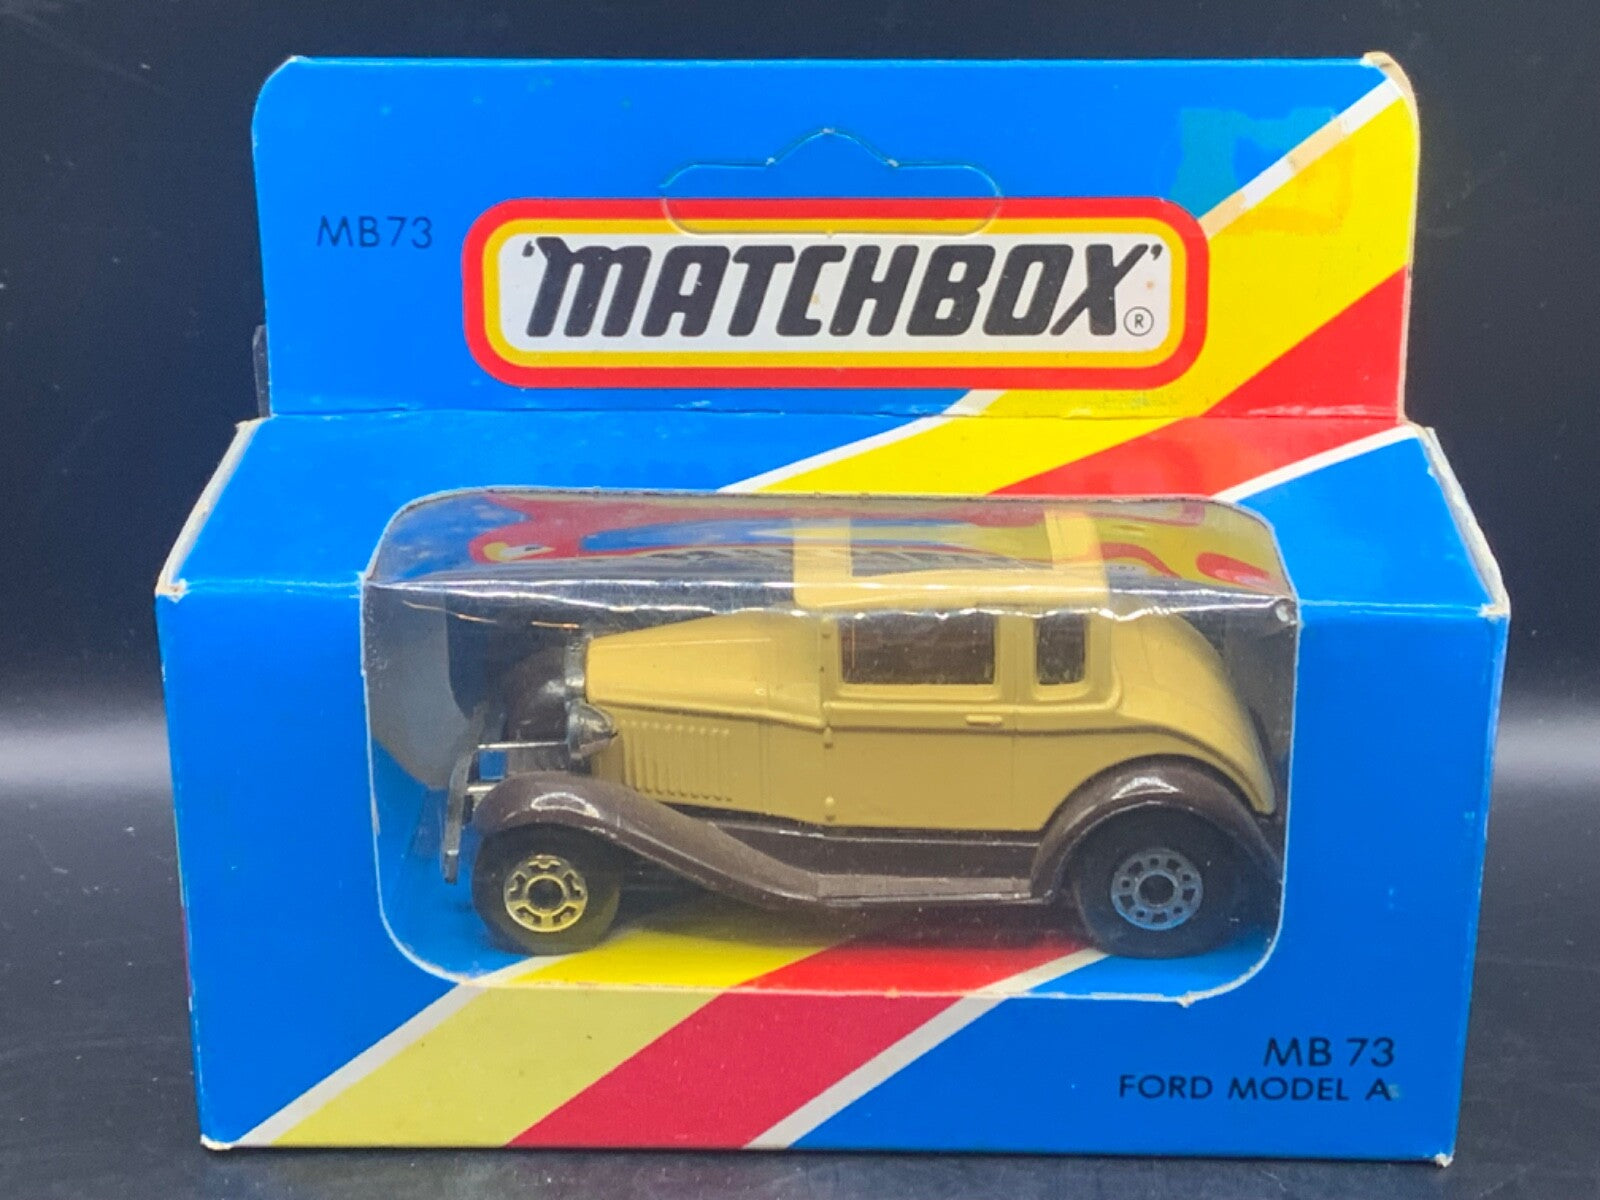 MB73
'MATCHBOX'®
MB 73
FORD MODEL A